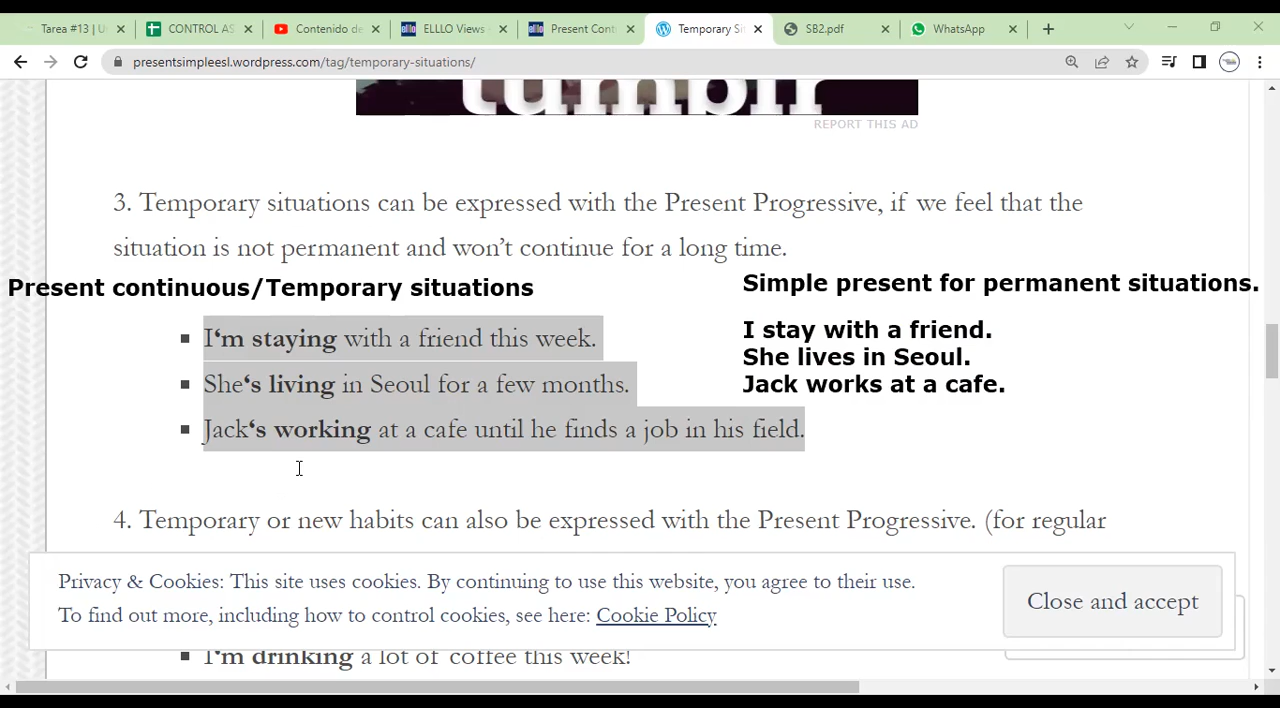 Tarea #13 | U
CONTROL AS
Contenido de
ELLLO Views
Present Cont
Temporary Si
SB2.pdf
WhatsApp
presentsimpleesl.wordpress.com/tag/temporary-situations/
tumblr
REPORT THIS AD
3. Temporary situations can be expressed with the Present Progressive, if we feel that the
situation is not permanent and won’t continue for a long time.
Present continuous/Temporary situations
Simple present for permanent situations.
I‘m staying with a friend this week.
She‘s living in Seoul for a few months.
Jack‘s working at a cafe until he finds a job in his field.
I stay with a friend.
She lives in Seoul.
Jack works at a cafe.
4. Temporary or new habits can also be expressed with the Present Progressive. (for regular
Privacy & Cookies: This site uses cookies. By continuing to use this website, you agree to their use.
To find out more, including how to control cookies, see here: Cookie Policy
Close and accept
I‘m drinking a lot of coffee this week!